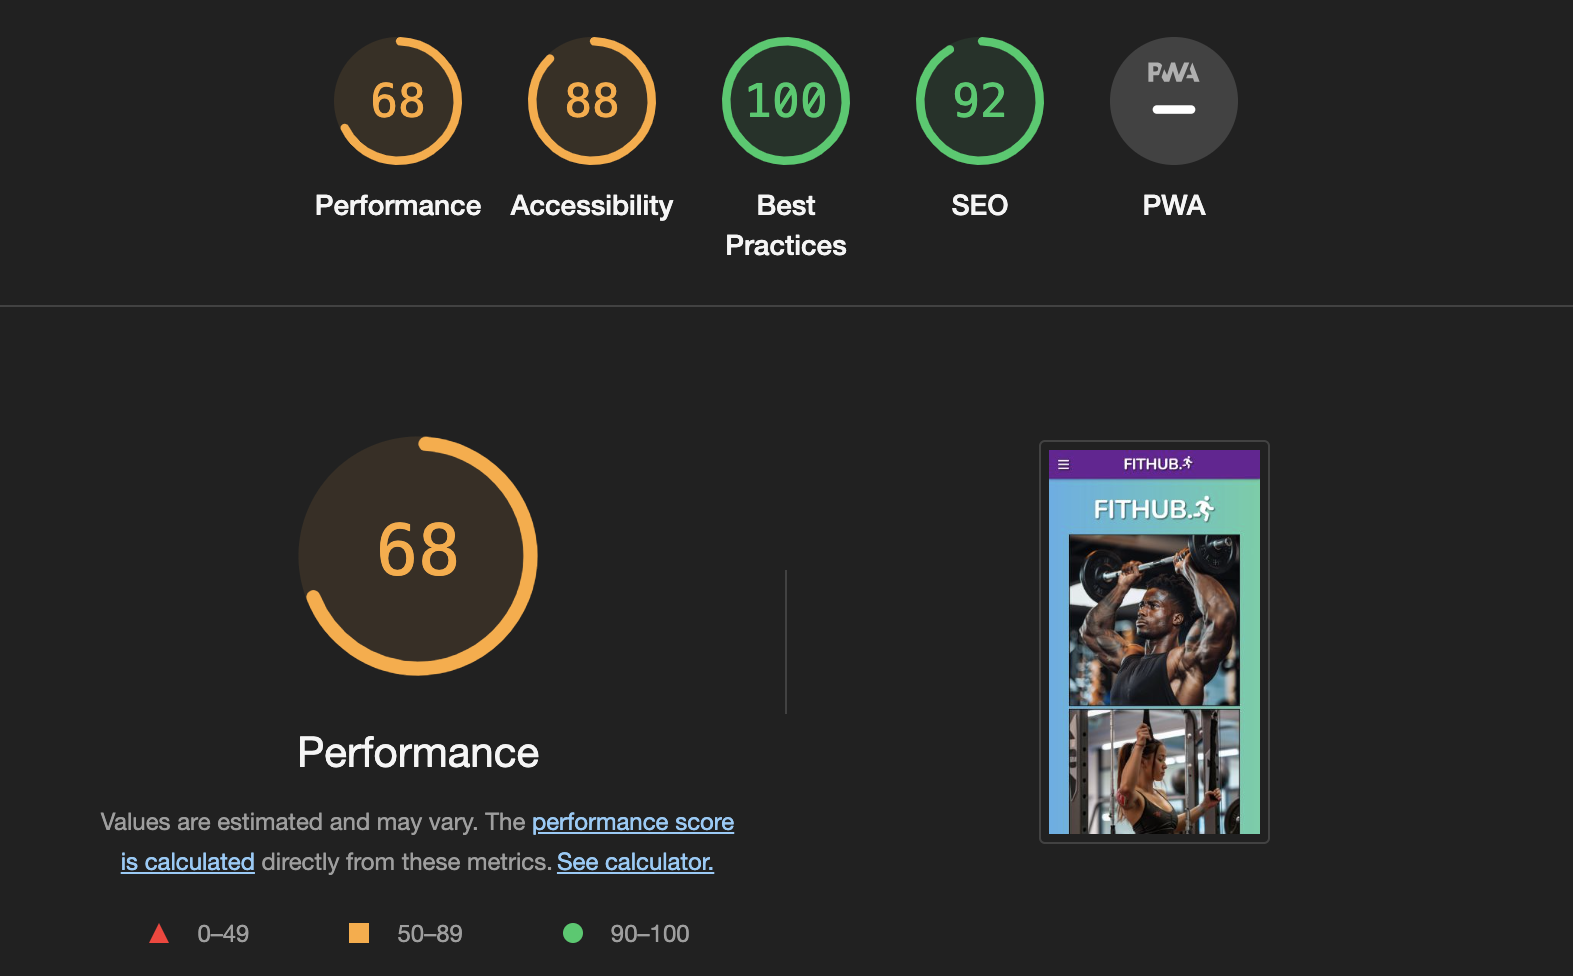 68
88
100
92
PWA
Performance
Accessibility
Best
Practices
SEO
PWA
68
Performance
Values are estimated and may vary. The performance score
is calculated directly from these metrics. See calculator.
0–49
50–89
90–100
FITHUB.
FITHUB.